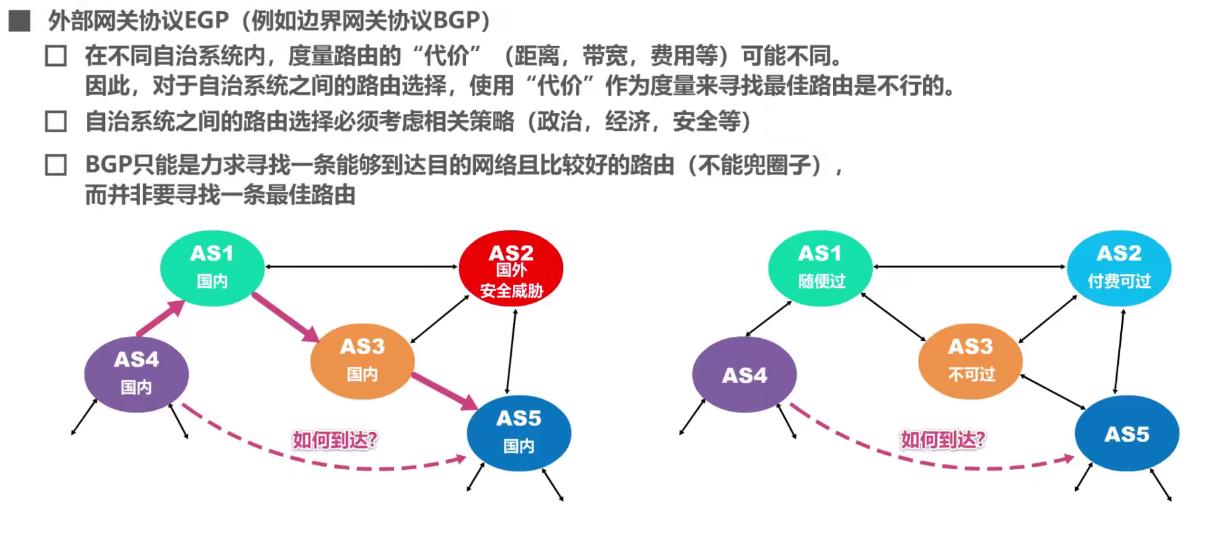 外部网关协议EGP（例如边界网关协议BGP）
在不同自治系统内，度量路由的“代价”（距离，带宽，费用等）可能不同。
因此，对于自治系统之间的路由选择，使用“代价”作为度量来寻找最佳路由是不行的。
自治系统之间的路由选择必须考虑相关策略（政治，经济，安全等）
BGP只能是力求寻找一条能够到达目的网络且比较好的路由（不能兜圈子），
而并非要寻找一条最佳路由
AS1
国内
AS2
国外
安全威胁
AS3
国内
AS4
国内
AS5
国内
如何到达?
AS1
随便过
AS2
付费可过
AS3
不可过
AS4
AS5
如何到达?